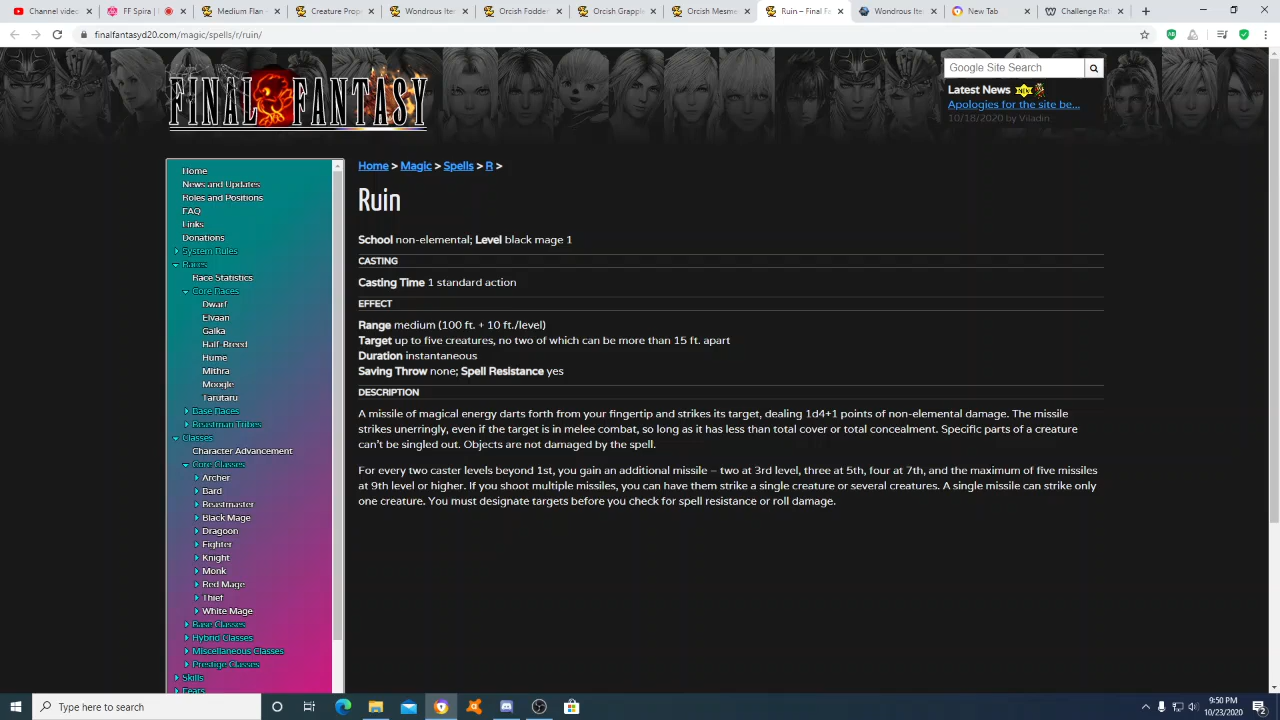 Channel video
FF Spira
Medium Plan
Creature Prop
Wondrous Ite
Orcish Fodder
Orcish Grapple
Orcish Mesme
Ruin – Final Fa
Wondrous Ite
New Tab
Challenge Rat
finalfantasyd20.com/magic/spells/r/ruin/
FINAL FANTASY
Google Site Search
Latest News
Apologies for the site be...
10/18/2020 by Viladin
Home
News and Updates
Roles and Positions
FAQ
Links
Donations
System Rules
Races
Race Statistics
Core Races
Dwarf
Elvaan
Galka
Half-Breed
Hume
Mithra
Moogle
Tarutaru
Base Races
Beastman Tribes
Classes
Character Advancement
Core Classes
Archer
Bard
Beastmaster
Black Mage
Dragoon
Fighter
Knight
Monk
Red Mage
Thief
White Mage
Base Classes
Hybrid Classes
Miscellaneous Classes
Prestige Classes
Skills
Feats
Home > Magic > Spells > R >
Ruin
School non-elemental; Level black mage 1
CASTING
Casting Time 1 standard action
EFFECT
Range medium (100 ft. + 10 ft./level)
Target up to five creatures, no two of which can be more than 15 ft. apart
Duration instantaneous
Saving Throw none; Spell Resistance yes
DESCRIPTION
A missile of magical energy darts forth from your fingertip and strikes its target, dealing 1d4+1 points of non-elemental damage. The missile
strikes unerringly, even if the target is in melee combat, so long as it has less than total cover or total concealment. Specific parts of a creature
can't be singled out. Objects are not damaged by the spell.
For every two caster levels beyond 1st, you gain an additional missile – two at 3rd level, three at 5th, four at 7th, and the maximum of five missiles
at 9th level or higher. If you shoot multiple missiles, you can have them strike a single creature or several creatures. A single missile can strike only
one creature. You must designate targets before you check for spell resistance or roll damage.
Type here to search
9:50 PM
10/23/2020
2